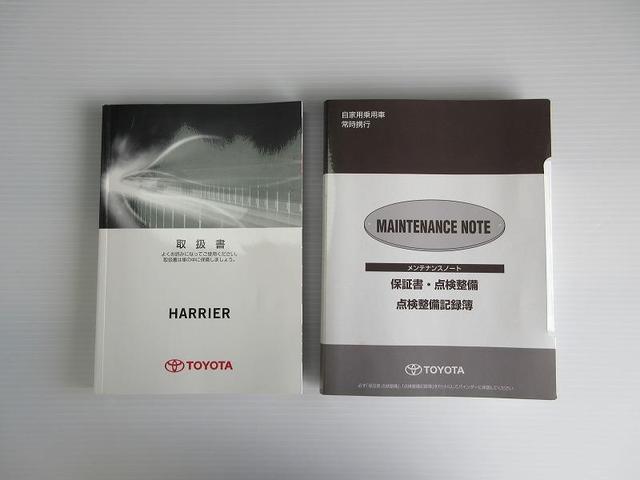 取扱書
よくお読みになってご使用ください。
取扱書は車の中に保管しましょう。
HARRIER
TOYOTA
自家用乗用車
常時携行
MAINTENANCE NOTE
メンテナンスノート
保証書・点検整備
点検整備記録簿
TOYOTA